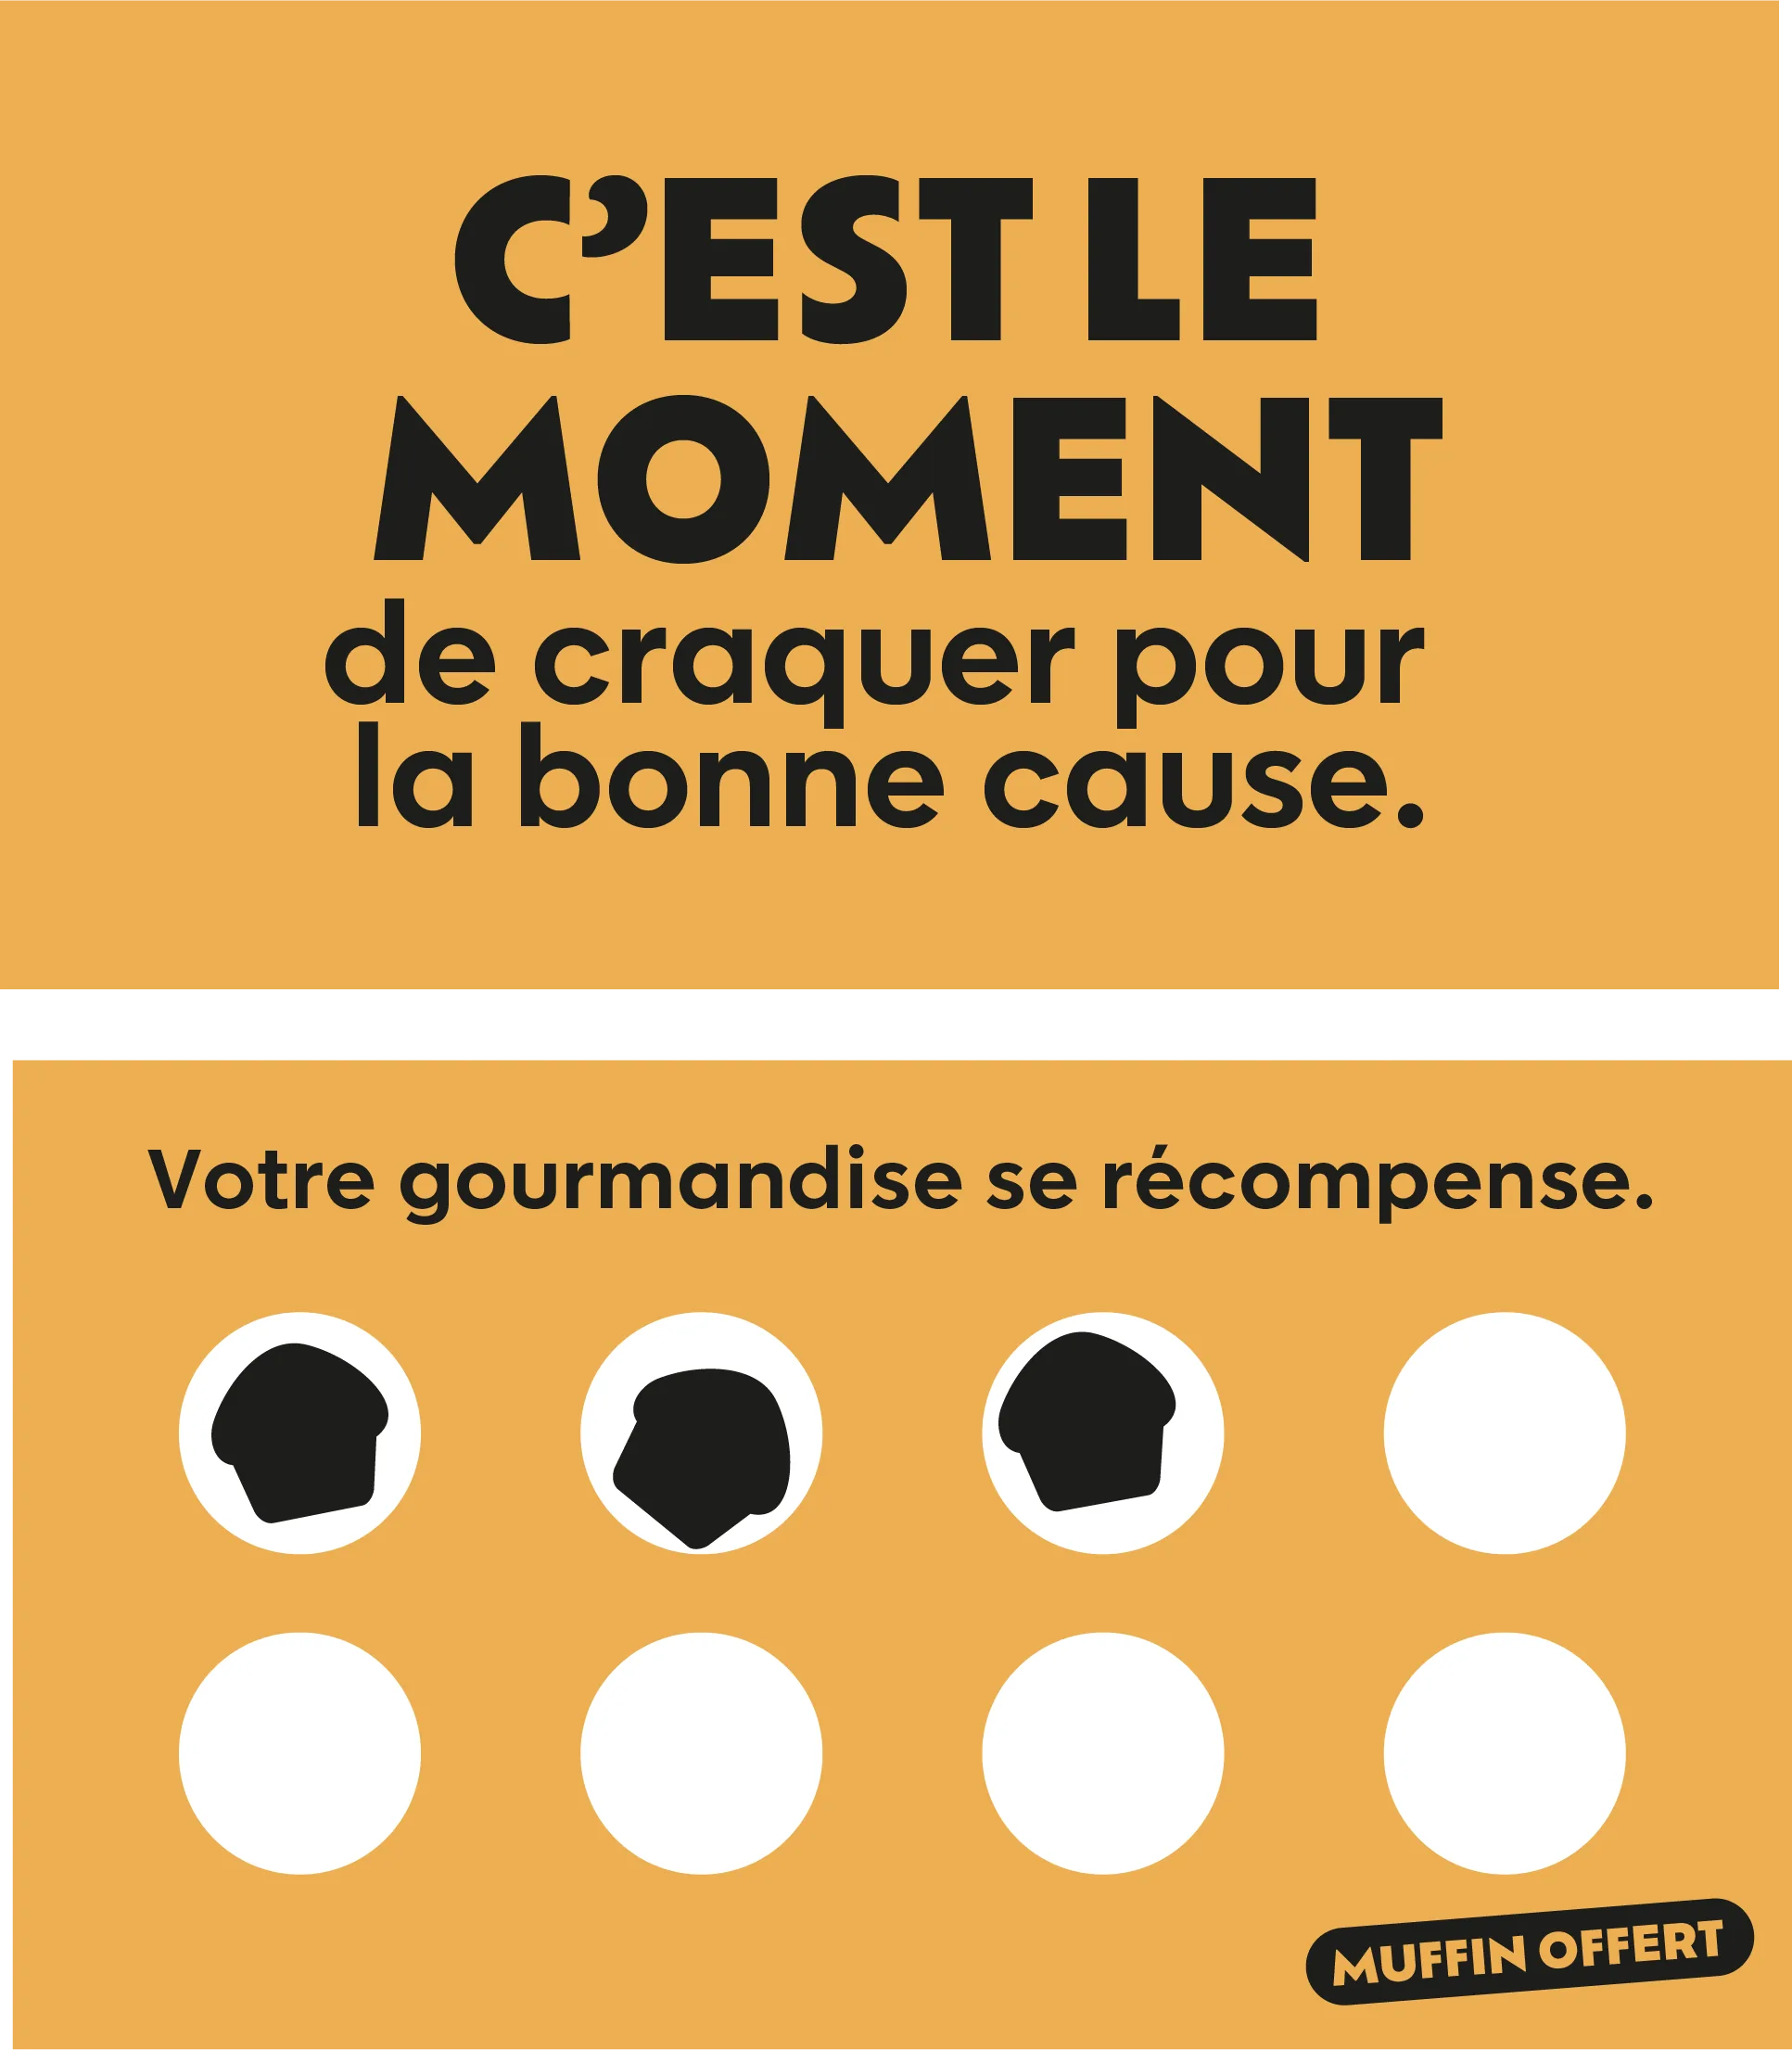 C'EST LE
MOMENT
de craquer pour
la bonne cause.
Votre gourmandise se récompense.
MUFFIN OFFERT